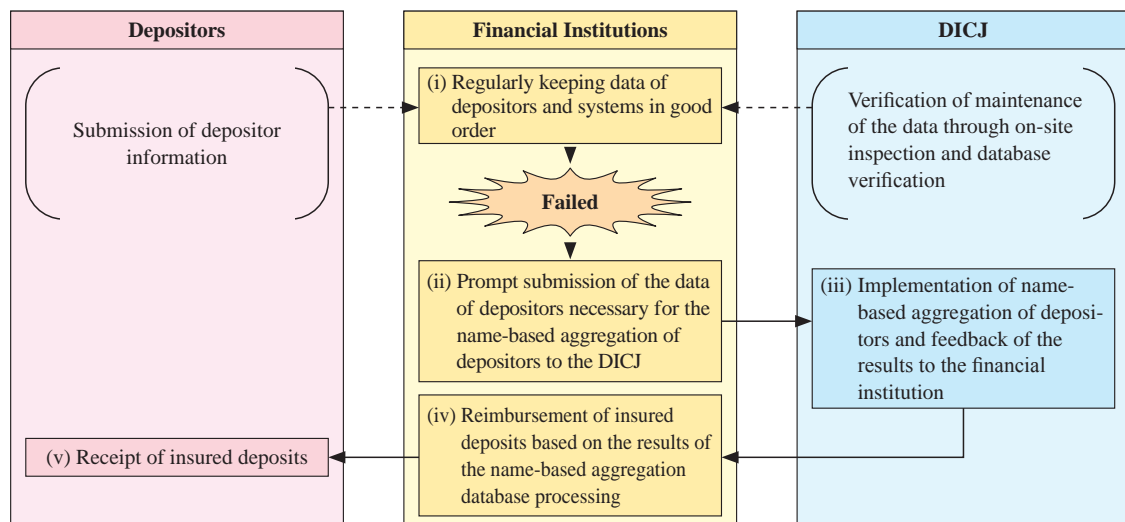 Depositors
Submission of depositor
information
(v) Receipt of insured deposits
Financial Institutions
(i) Regularly keeping data of
depositors and systems in good
order
Failed
(ii) Prompt submission of the data
of depositors necessary for the
name-based aggregation of
depositors to the DICJ
(iv) Reimbursement of insured
deposits based on the results of
the name-based aggregation
database processing
DICJ
Verification of maintenance
of the data through on-site
inspection and database
verification
(iii) Implementation of name-
based aggregation of deposi-
tors and feedback of the
results to the financial
institution